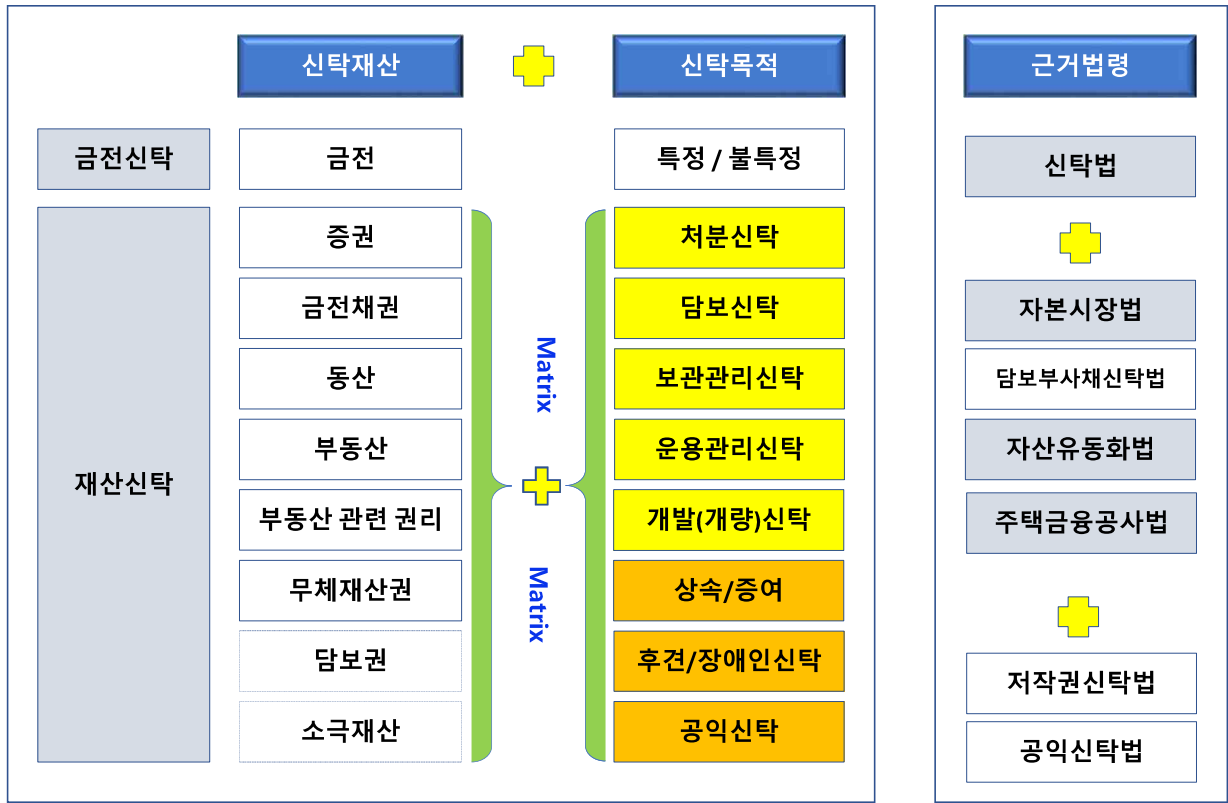 신탁재산
신탁목적
근거법령
금전신탁
금전
특정 / 불특정
신탁법
재산신탁
증권
금전채권
동산
부동산
부동산 관련 권리
무체재산권
담보권
소극재산
Matrix
Matrix
처분신탁
담보신탁
보관관리신탁
운용관리신탁
개발(개량)신탁
상속/증여
후견/장애인신탁
공익신탁
자본시장법
담보부사채신탁법
자산유동화법
주택금융공사법
저작권신탁법
공익신탁법